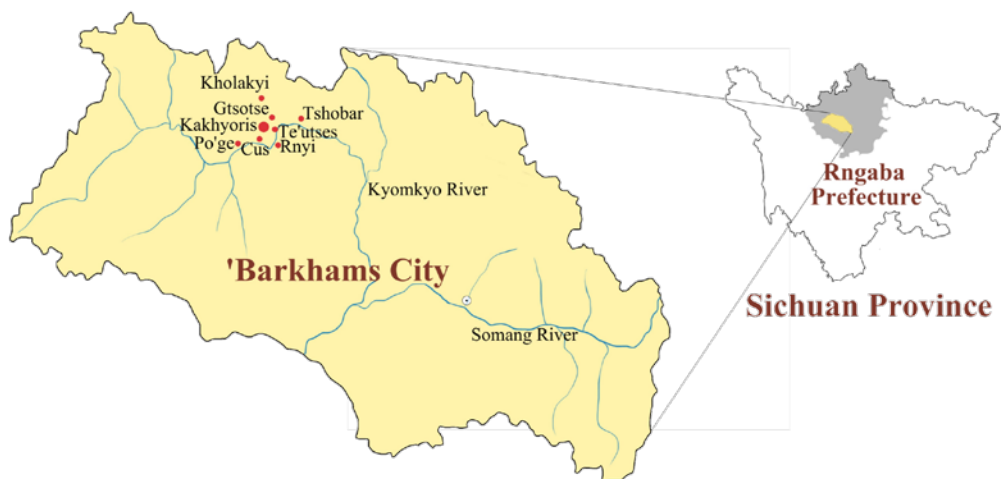 Kholakyi
Gtsotse
Tshobar
Kakhyoris
Te'utses
Po'ge
Cus
Rnyi
Kyomkyo River
'Barkhams City
Somang River
Rngaba
Prefecture
Sichuan Province